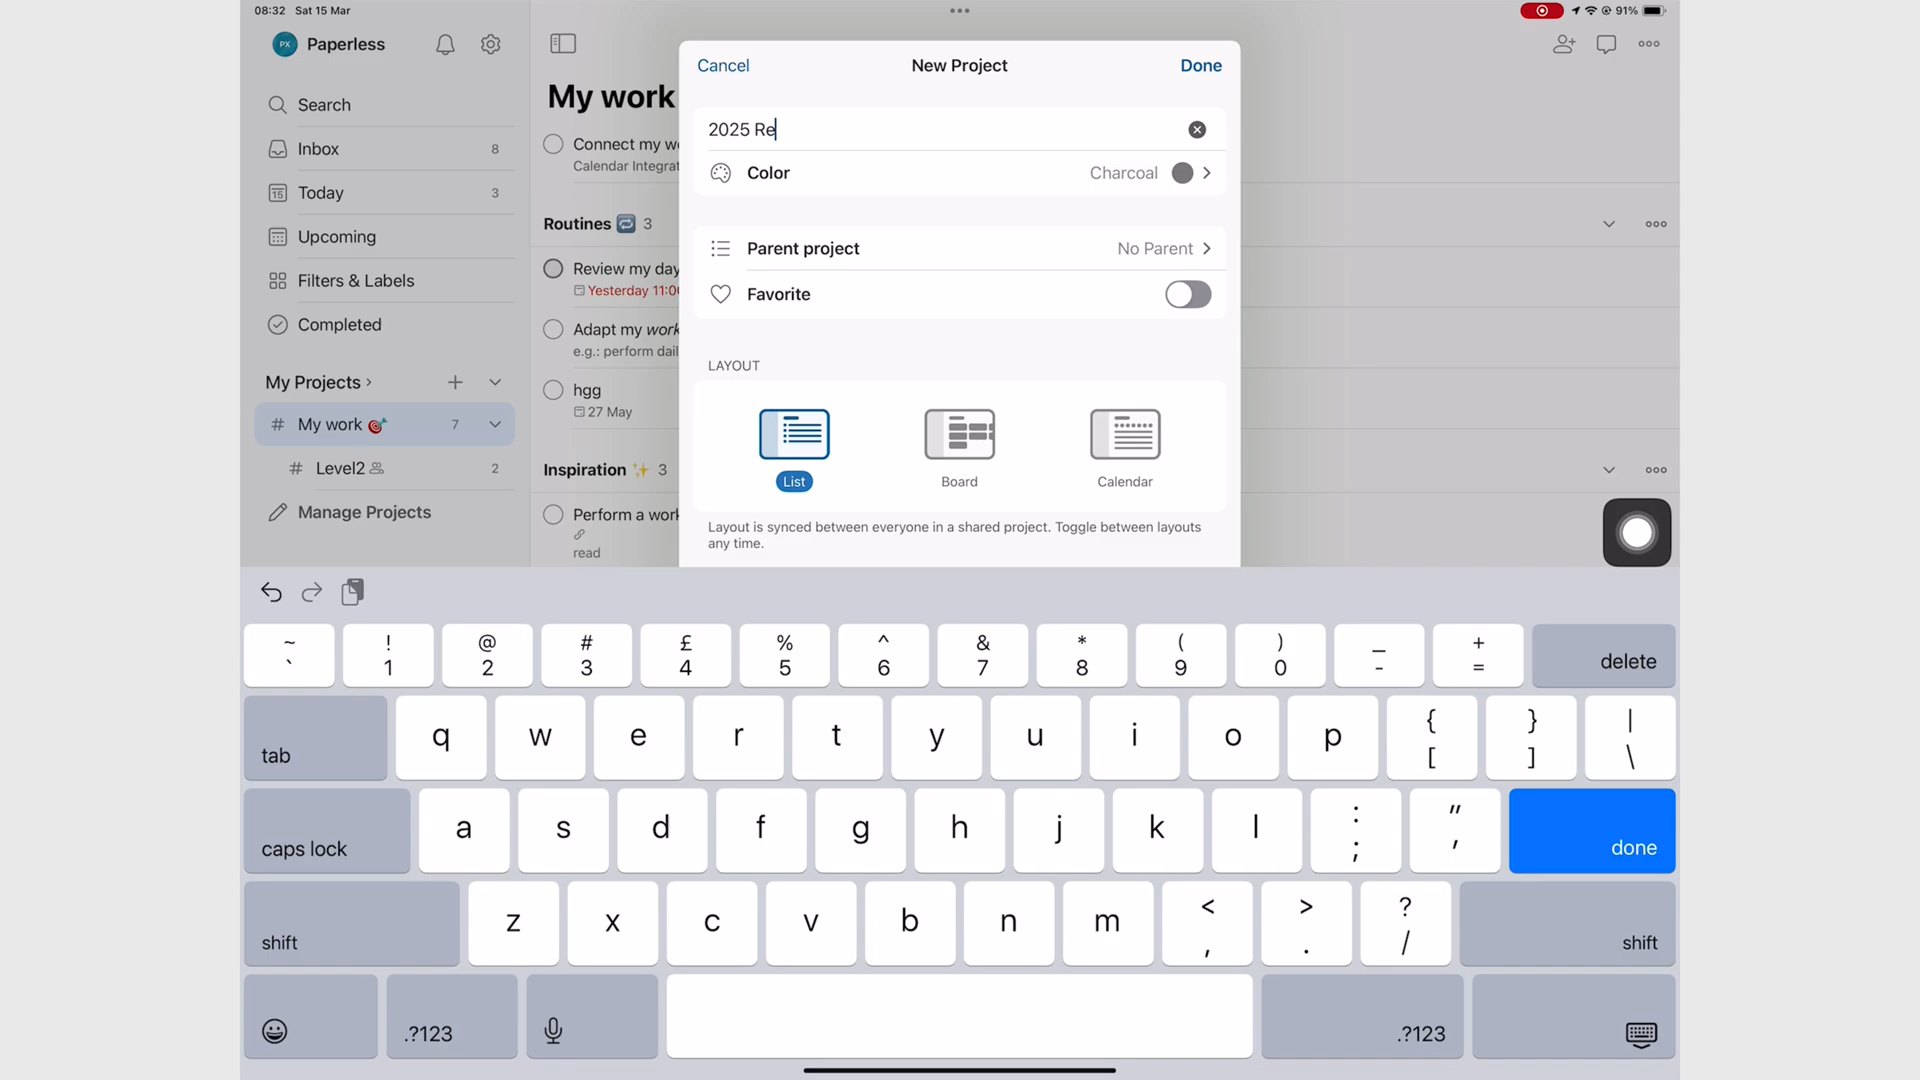 08:32 Sat 15 Mar
91%
PX Paperless
Search
Inbox 8
15 Today 3
Upcoming
Filters & Labels
Completed
My Projects
# My work 🎯 7
# Level2 2
Manage Projects
My work
Connect my wo
Calendar Integrat
Routines 🔁 3
Review my day
Yesterday 11:0
Adapt my work
e.g.: perform dail
hgg
27 May
Inspiration ✨ 3
Perform a work
read
Cancel New Project Done
2025 Re
Color Charcoal
Parent project No Parent
Favorite
LAYOUT
List Board Calendar
Layout is synced between everyone in a shared project. Toggle between layouts
any time.
~ ! @ # £ % ^ & * ( ) _ +
` 1 2 3 4 5 6 7 8 9 0 - = delete
tab q w e r t y u i o p { [ } ] | \
caps lock a s d f g h j k l : ; " ' done
shift z x c v b n m < , > . ? / shift
.?123 .?123